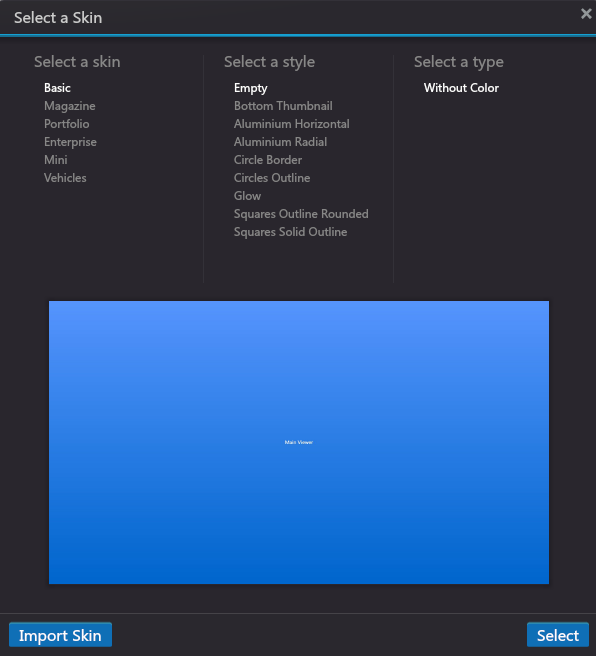 Select a Skin
Select a skin
Basic
Magazine
Portfolio
Enterprise
Mini
Vehicles
Select a style
Empty
Bottom Thumbnail
Aluminium Horizontal
Aluminium Radial
Circle Border
Circles Outline
Glow
Squares Outline Rounded
Squares Solid Outline
Select a type
Without Color
Main Viewer
Import Skin
Select